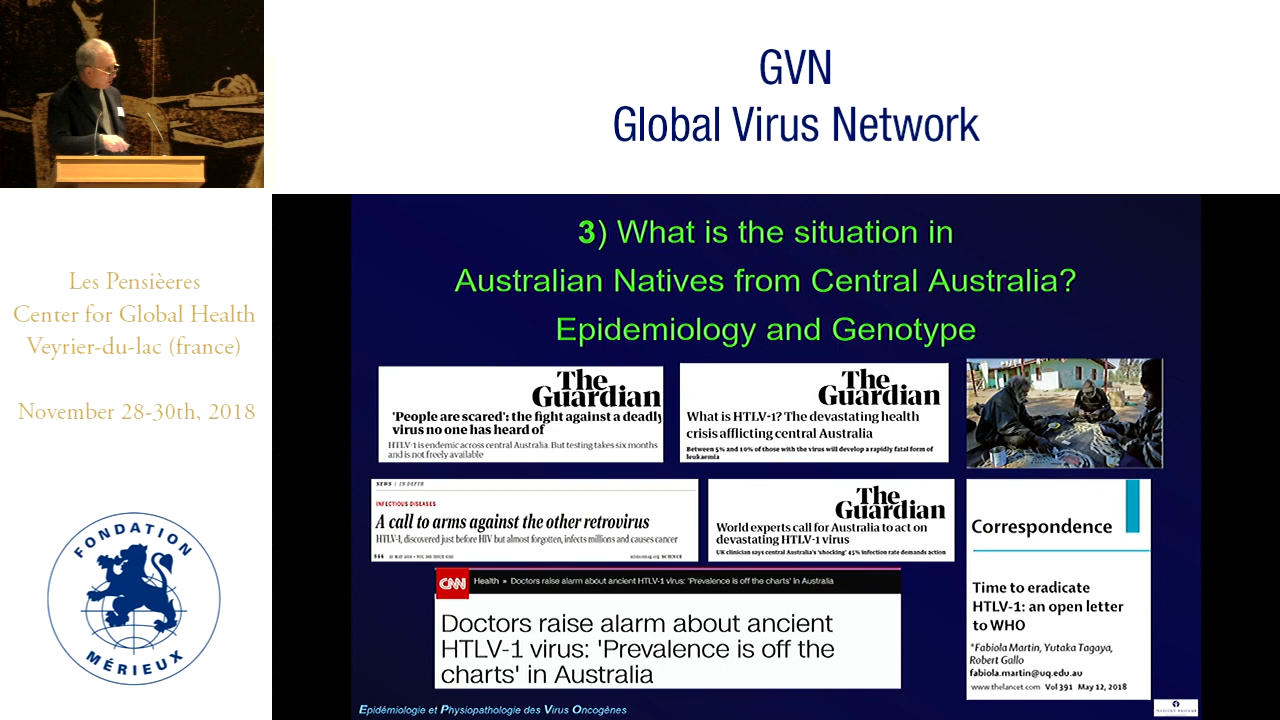 GVN
Global Virus Network
Les Pensièeres
Center for Global Health
Veyrier-du-lac (france)
November 28-30th, 2018
FONDATION
MÉRIEUX
3) What is the situation in
Australian Natives from Central Australia?
Epidemiology and Genotype
The
Guardian
'People are scared': the fight against a deadly
virus no one has heard of
HTLV-1 is endemic across central Australia. But testing takes six months
and is not freely available
The
Guardian
What is HTLV-1? The devastating health
crisis afflicting central Australia
Between 5% and 10% of those with the virus will develop a rapidly fatal form of
leukaemia
NEWS | IN DEPTH
INFECTIOUS DISEASES
A call to arms against the other retrovirus
HTLV-1, discovered just before HIV but almost forgotten, infects millions and causes cancer
SCIENCE
The
Guardian
World experts call for Australia to act on
devastating HTLV-1 virus
UK clinician says central Australia's 'shocking' 45% infection rate demands action
Correspondence
Time to eradicate
HTLV-1: an open letter
to WHO
*Fabiola Martin, Yutaka Tagaya,
Robert Gallo
fabiola.martin@uq.edu.au
www.thelancet.com Vol 391 May 12, 2018
CNN Health » Doctors raise alarm about ancient HTLV-1 virus: 'Prevalence is off the charts' in Australia
Doctors raise alarm about ancient
HTLV-1 virus: 'Prevalence is off the
charts' in Australia
Epidémiologie et Physiopathologie des Virus Oncogènes
INSTITUT PASTEUR